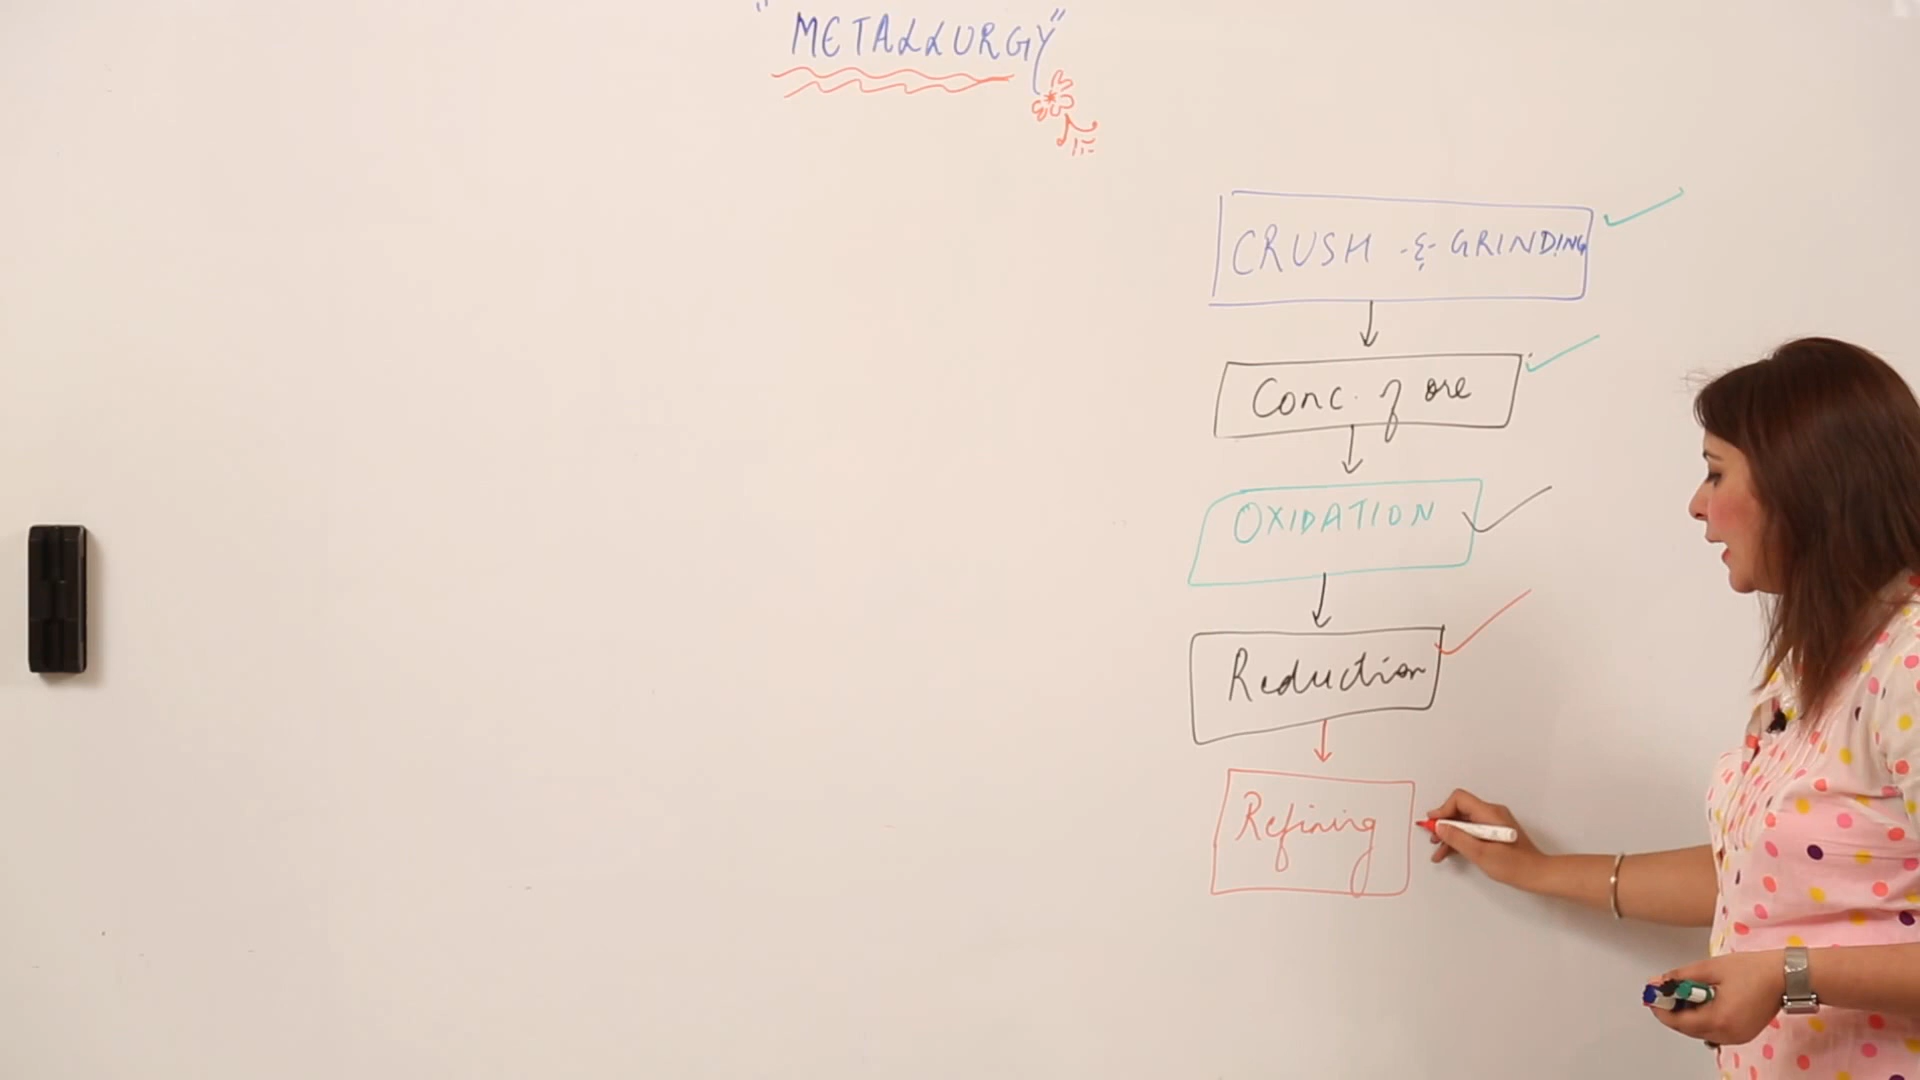 "METALLURGY"
CRUSH & GRINDING
Conc. of ore
OXIDATION
Reduction
Refining